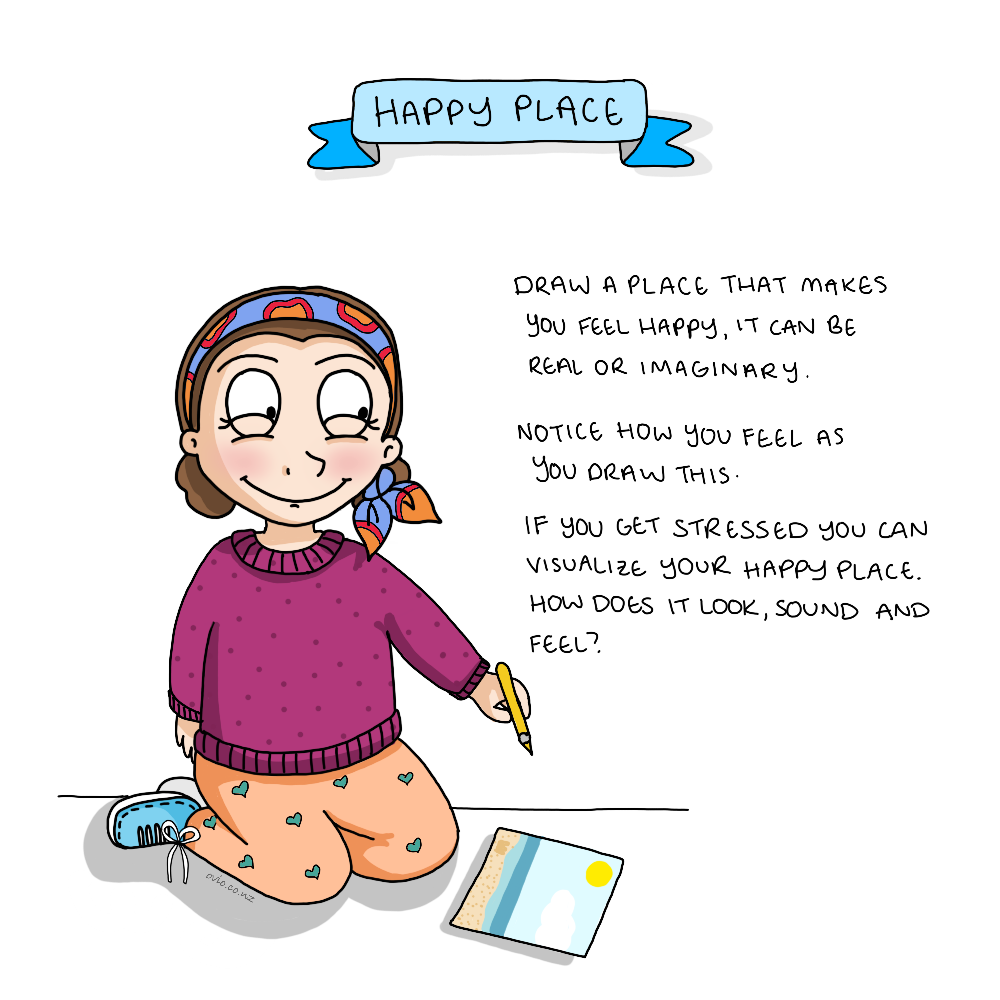 HAPPY PLACE
DRAW A PLACE THAT MAKES
YOU FEEL HAPPY, IT CAN BE
REAL OR IMAGINARY.
NOTICE HOW YOU FEEL AS
YOU DRAW THIS.
IF YOU GET STRESSED YOU CAN
VISUALIZE YOUR HAPPY PLACE.
HOW DOES IT LOOK, SOUND AND
FEEL?
ovio.co.nz